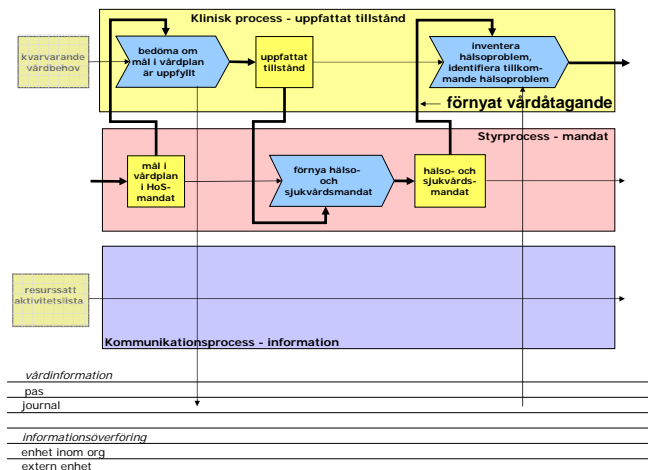 Klinisk process - uppfattat tillstånd
kvarvarande
vårdbehov
bedöma om
mål i vårdplan
är uppfyllt
uppfattat
tillstånd
inventera
hälsoproblem,
identifiera tillkom-
mande hälsoproblem
förnyat vårdåtagande
Styrprocess - mandat
mål i
vårdplan
i HoS-
mandat
förnya hälso-
och
sjukvårdsmandat
hälso- och
sjukvårds-
mandat
resurssatt
aktivitetslista
Kommunikationsprocess - information
vårdinformation
pas
journal
informationsöverföring
enhet inom org
extern enhet